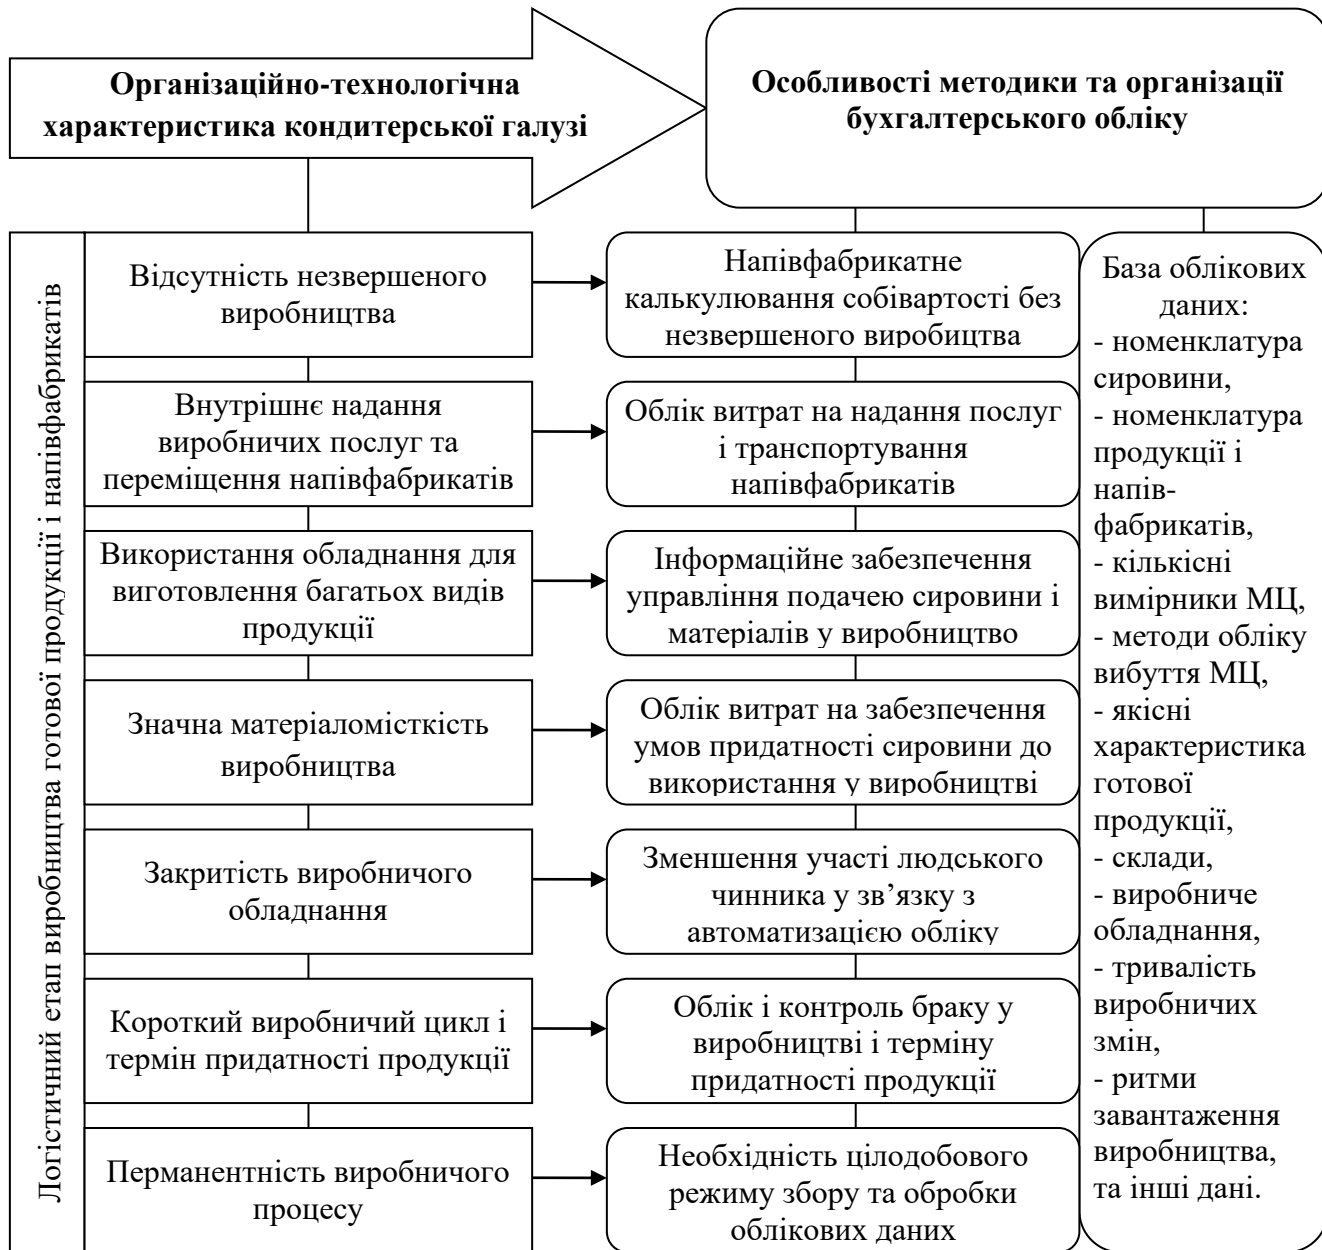 Організаційно-технологічна
характеристика кондитерської галузі
Особливості методики та організації
бухгалтерського обліку
Логістичний етап виробництва готової продукції і напівфабрикатів
Відсутність незвершеного
виробництва
Напівфабрикатне
калькулювання собівартості без
незвершеного виробицтва
Внутрішнє надання
виробничих послуг та
переміщення напівфабрикатів
Облік витрат на надання послуг
і транспортування
напівфабрикатів
Використання обладнання для
виготовлення багатьох видів
продукції
Інформаційне забезпечення
управління подачею сировини і
матеріалів у виробництво
Значна матеріаломісткість
виробництва
Облік витрат на забезпечення
умов придатності сировини до
використання у виробництві
Закритість виробничого
обладнання
Зменшення участі людського
чинника у зв’язку з
автоматизацією обліку
Короткий виробничий цикл і
термін придатності продукції
Облік і контроль браку у
виробництві і терміну
придатності продукції
Перманентність виробничого
процесу
Необхідність цілодобового
режиму збору та обробки
облікових даних
База облікових
даних:
- номенклатура
сировини,
- номенклатура
продукції і
напів-
фабрикатів,
- кількісні
вимірники МЦ,
- методи обліку
вибуття МЦ,
- якісні
характеристика
готової
продукції,
- склади,
- виробниче
обладнання,
- тривалість
виробничих
змін,
- ритми
завантаження
виробництва,
та інші дані.